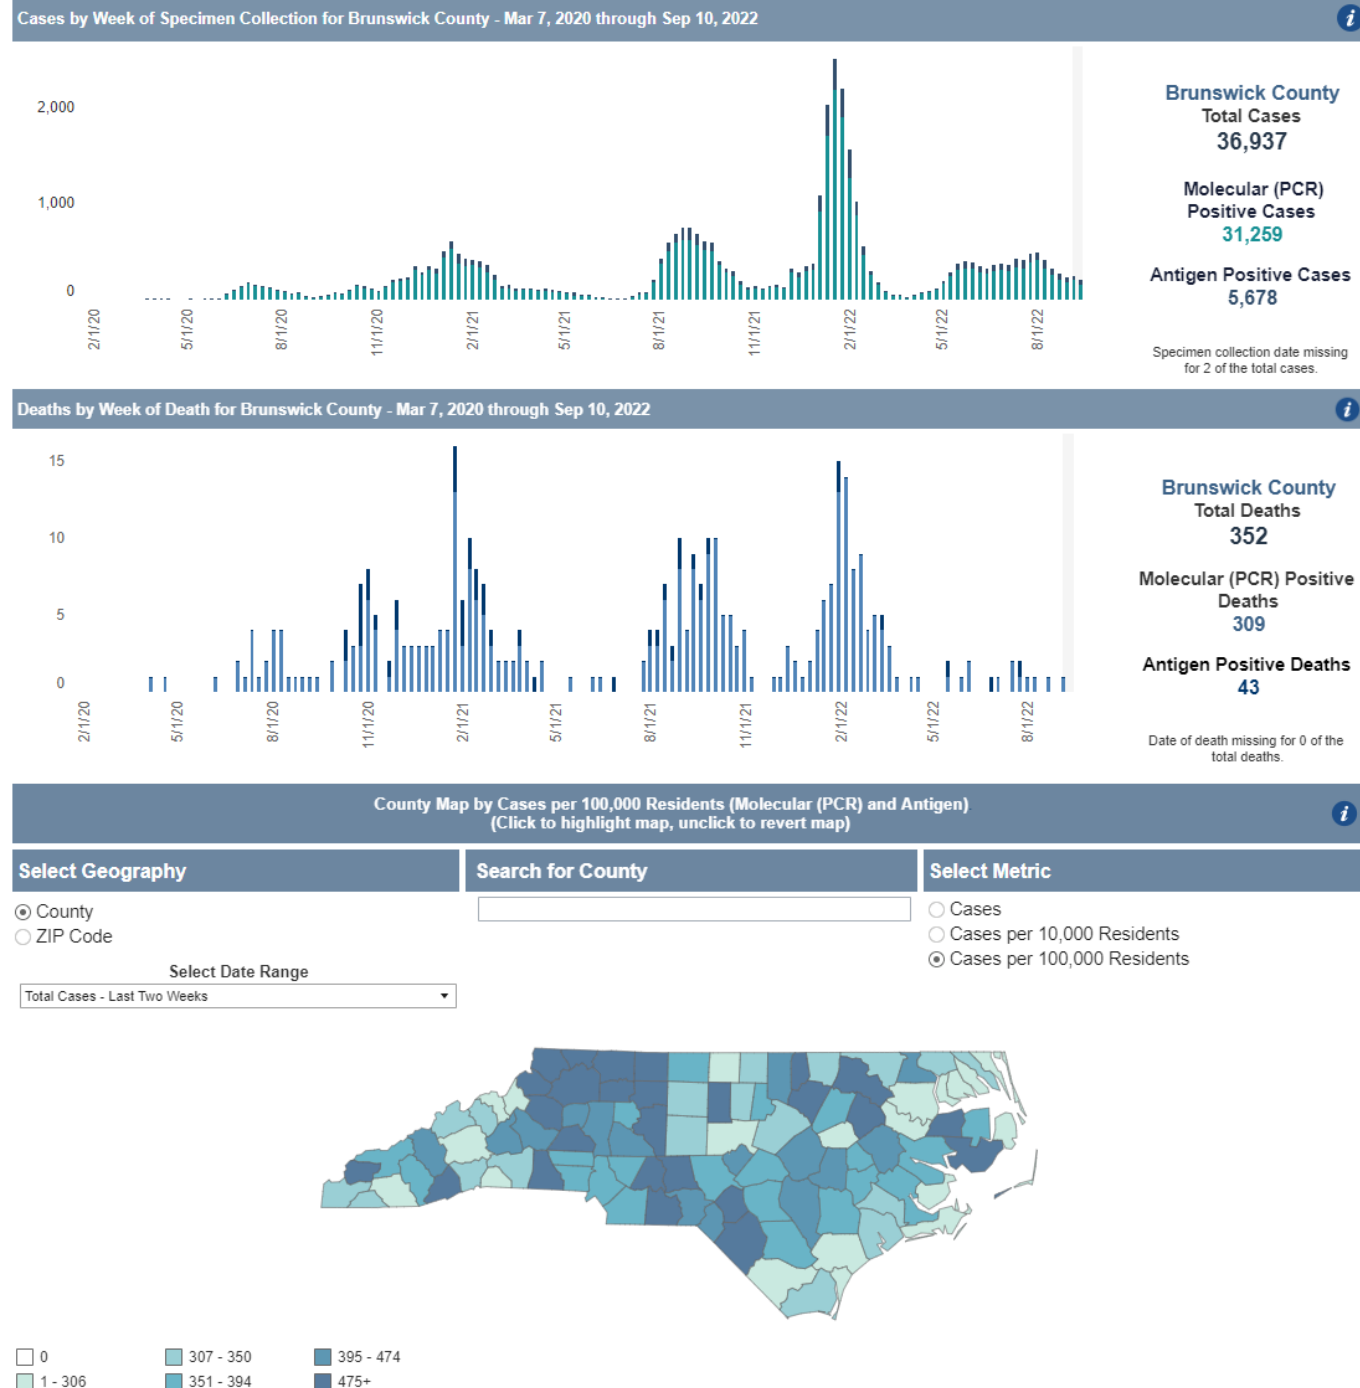 Cases by Week of Specimen Collection for Brunswick County - Mar 7, 2020 through Sep 10, 2022
i
2,000
1,000
0
2/1/20
5/1/20
8/1/20
11/1/20
2/1/21
5/1/21
8/1/21
11/1/21
2/1/22
5/1/22
8/1/22
Brunswick County
Total Cases
36,937
Molecular (PCR)
Positive Cases
31,259
Antigen Positive Cases
5,678
Specimen collection date missing
for 2 of the total cases.
Deaths by Week of Death for Brunswick County - Mar 7, 2020 through Sep 10, 2022
i
15
10
5
0
2/1/20
5/1/20
8/1/20
11/1/20
2/1/21
5/1/21
8/1/21
11/1/21
2/1/22
5/1/22
8/1/22
Brunswick County
Total Deaths
352
Molecular (PCR) Positive
Deaths
309
Antigen Positive Deaths
43
Date of death missing for 0 of the
total deaths.
County Map by Cases per 100,000 Residents (Molecular (PCR) and Antigen)
(Click to highlight map, unclick to revert map)
i
Select Geography
Search for County
Select Metric
County
ZIP Code
Cases
Cases per 10,000 Residents
Cases per 100,000 Residents
Select Date Range
Total Cases - Last Two Weeks
0
307 - 350
395 - 474
1 - 306
351 - 394
475+